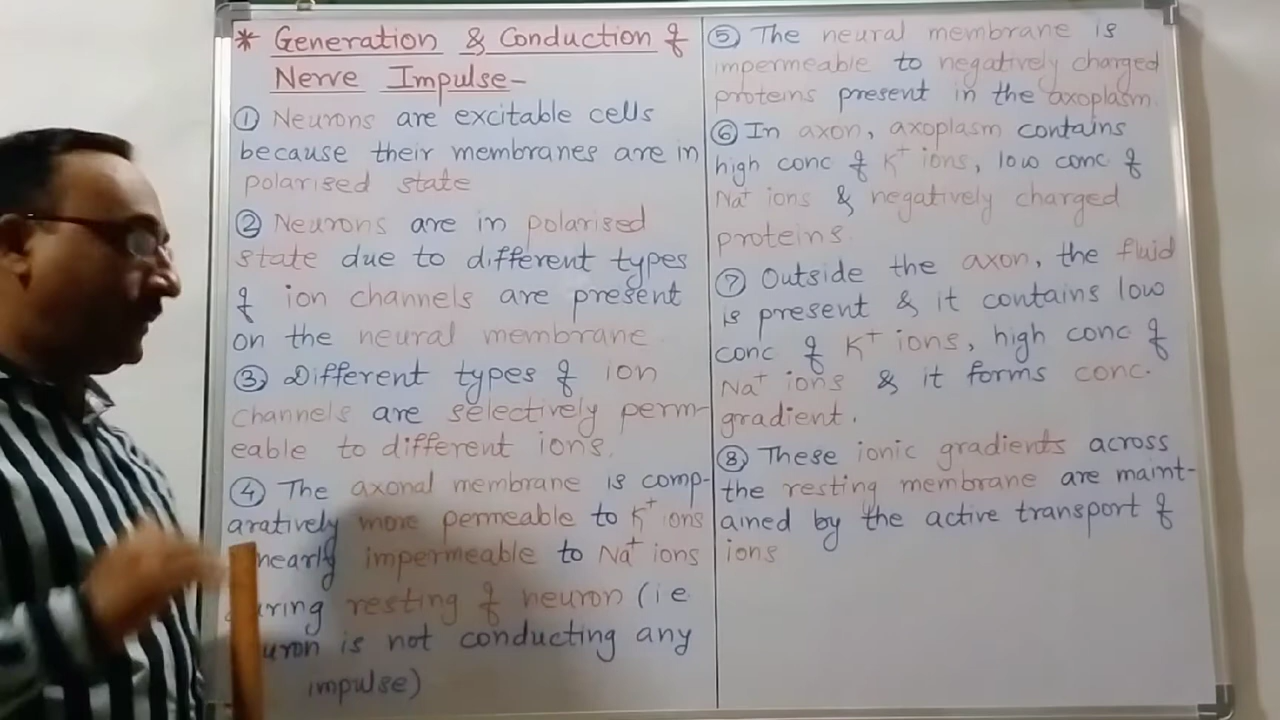 * Generation & Conduction of
Nerve Impulse-
① Neurons are excitable cells
because their membranes are in
polarised state
② Neurons are in polarised
state due to different types
of ion channels are present
on the neural membrane
③ Different types of ion
channels are selectively perm-
eable to different ions.
④ The axonal membrane is comp-
aratively more permeable to K⁺ ions
nearly impermeable to Na⁺ ions
resting of neuron (i.e
is not conducting any
impulse)
⑤ The neural membrane is
impermeable to negatively charged
proteins present in the axoplasm.
⑥ In axon, axoplasm contains
high conc of K⁺ ions, low conc of
Na⁺ ions & negatively charged
proteins.
⑦ Outside the axon, the fluid
is present & it contains low
conc of K⁺ ions, high conc of
Na⁺ ions & it forms conc.
gradient.
⑧ These ionic gradients across
the resting membrane are maint-
ained by the active transport of
ions